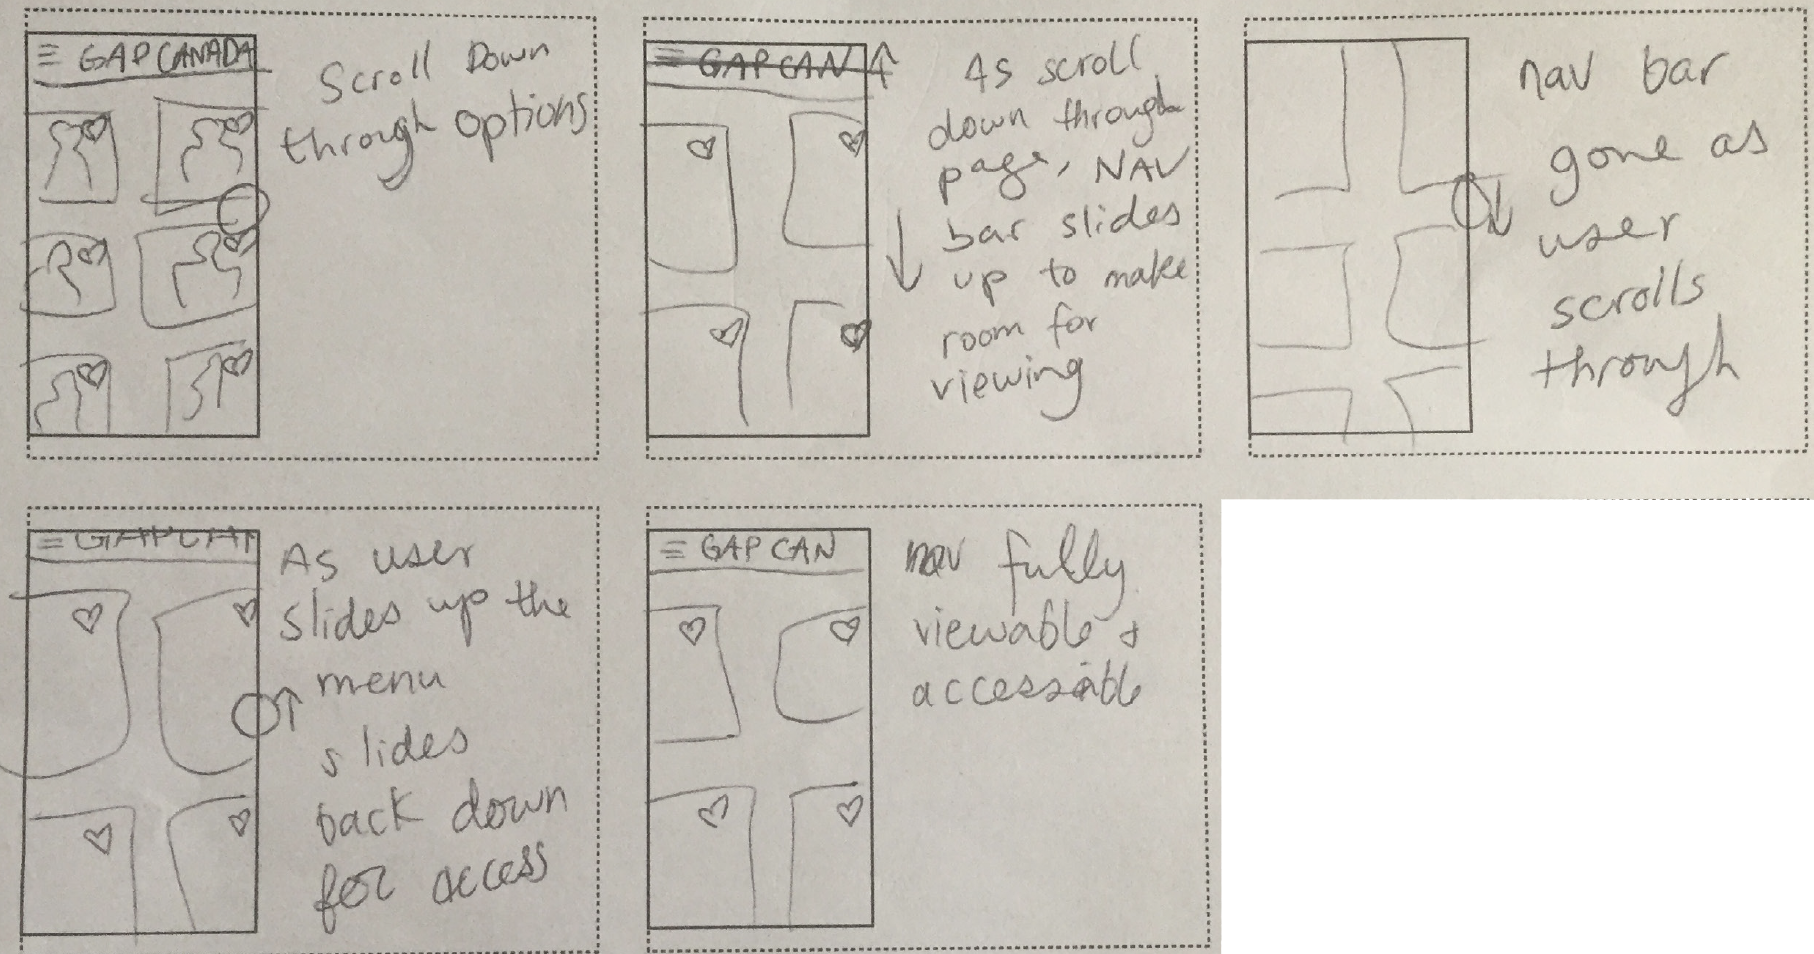 GAP CANADA
Scroll Down
through options
GAP CAN
As scroll
down through
page, NAV
bar slides
up to make
room for
viewing
nav bar
gone as
user
scrolls
through
GAP CAN
As user
slides up the
menu
slides
back down
for access
GAP CAN
nav fully
viewable &
accessible